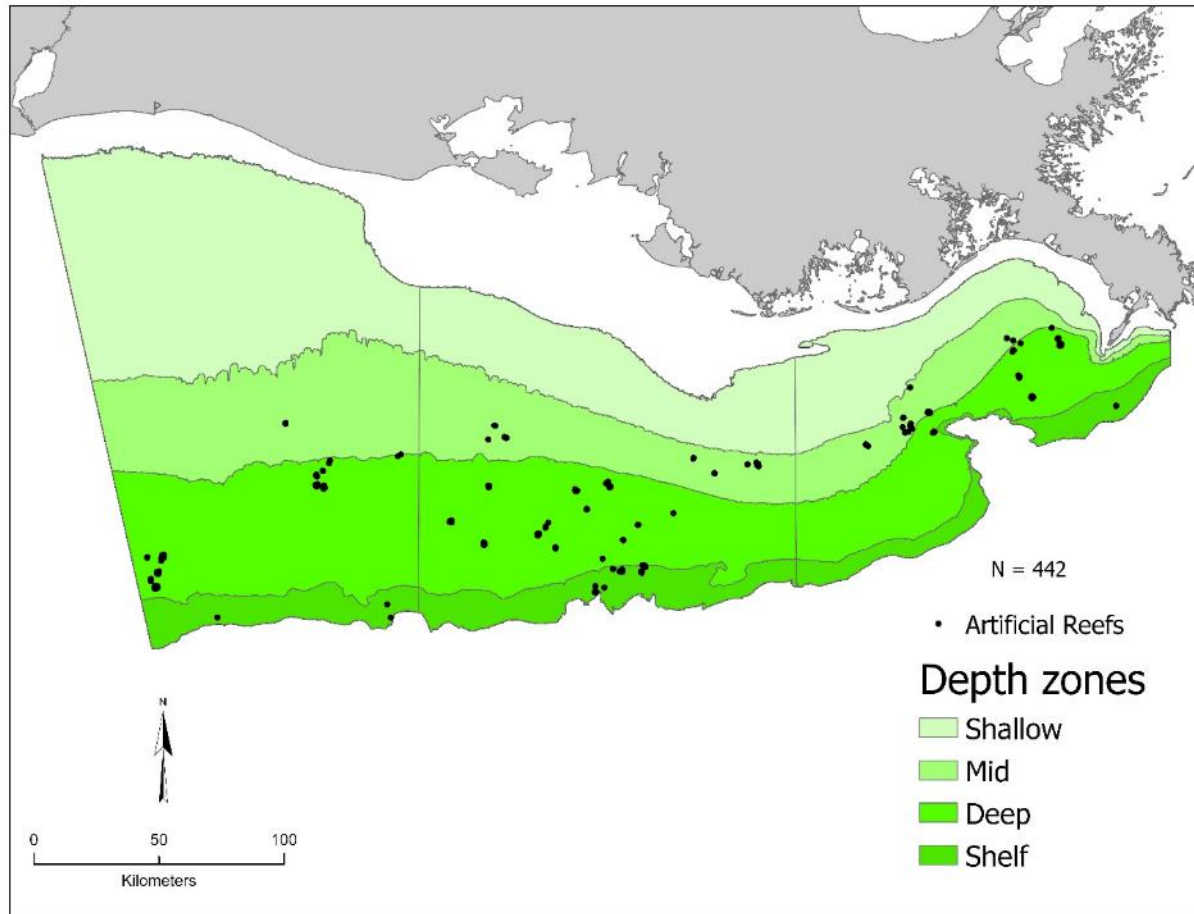 N = 442
Artificial Reefs
Depth zones
Shallow
Mid
Deep
Shelf
N
0 50 100
Kilometers